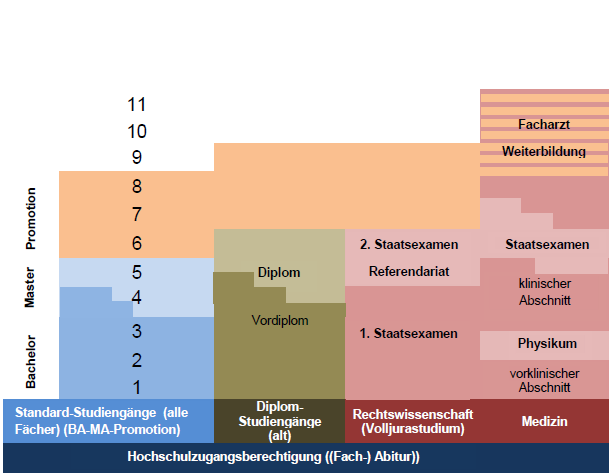 11
10
9
8
7
6
5
4
3
2
1
Promotion
Master
Bachelor
Facharzt
Weiterbildung
2. Staatsexamen
Staatsexamen
Diplom
Referendariat
klinischer
Abschnitt
Vordiplom
1. Staatsexamen
Physikum
vorklinischer
Abschnitt
Standard-Studiengänge (alle
Fächer) (BA-MA-Promotion)
Diplom-
Studiengänge
(alt)
Rechtswissenschaft
(Volljurastudium)
Medizin
Hochschulzugangsberechtigung ((Fach-) Abitur))